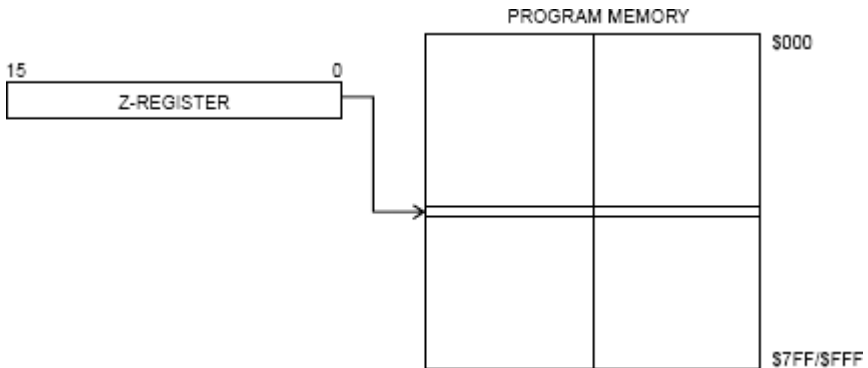 PROGRAM MEMORY
$000
15 0
Z-REGISTER
$7FF/$FFF